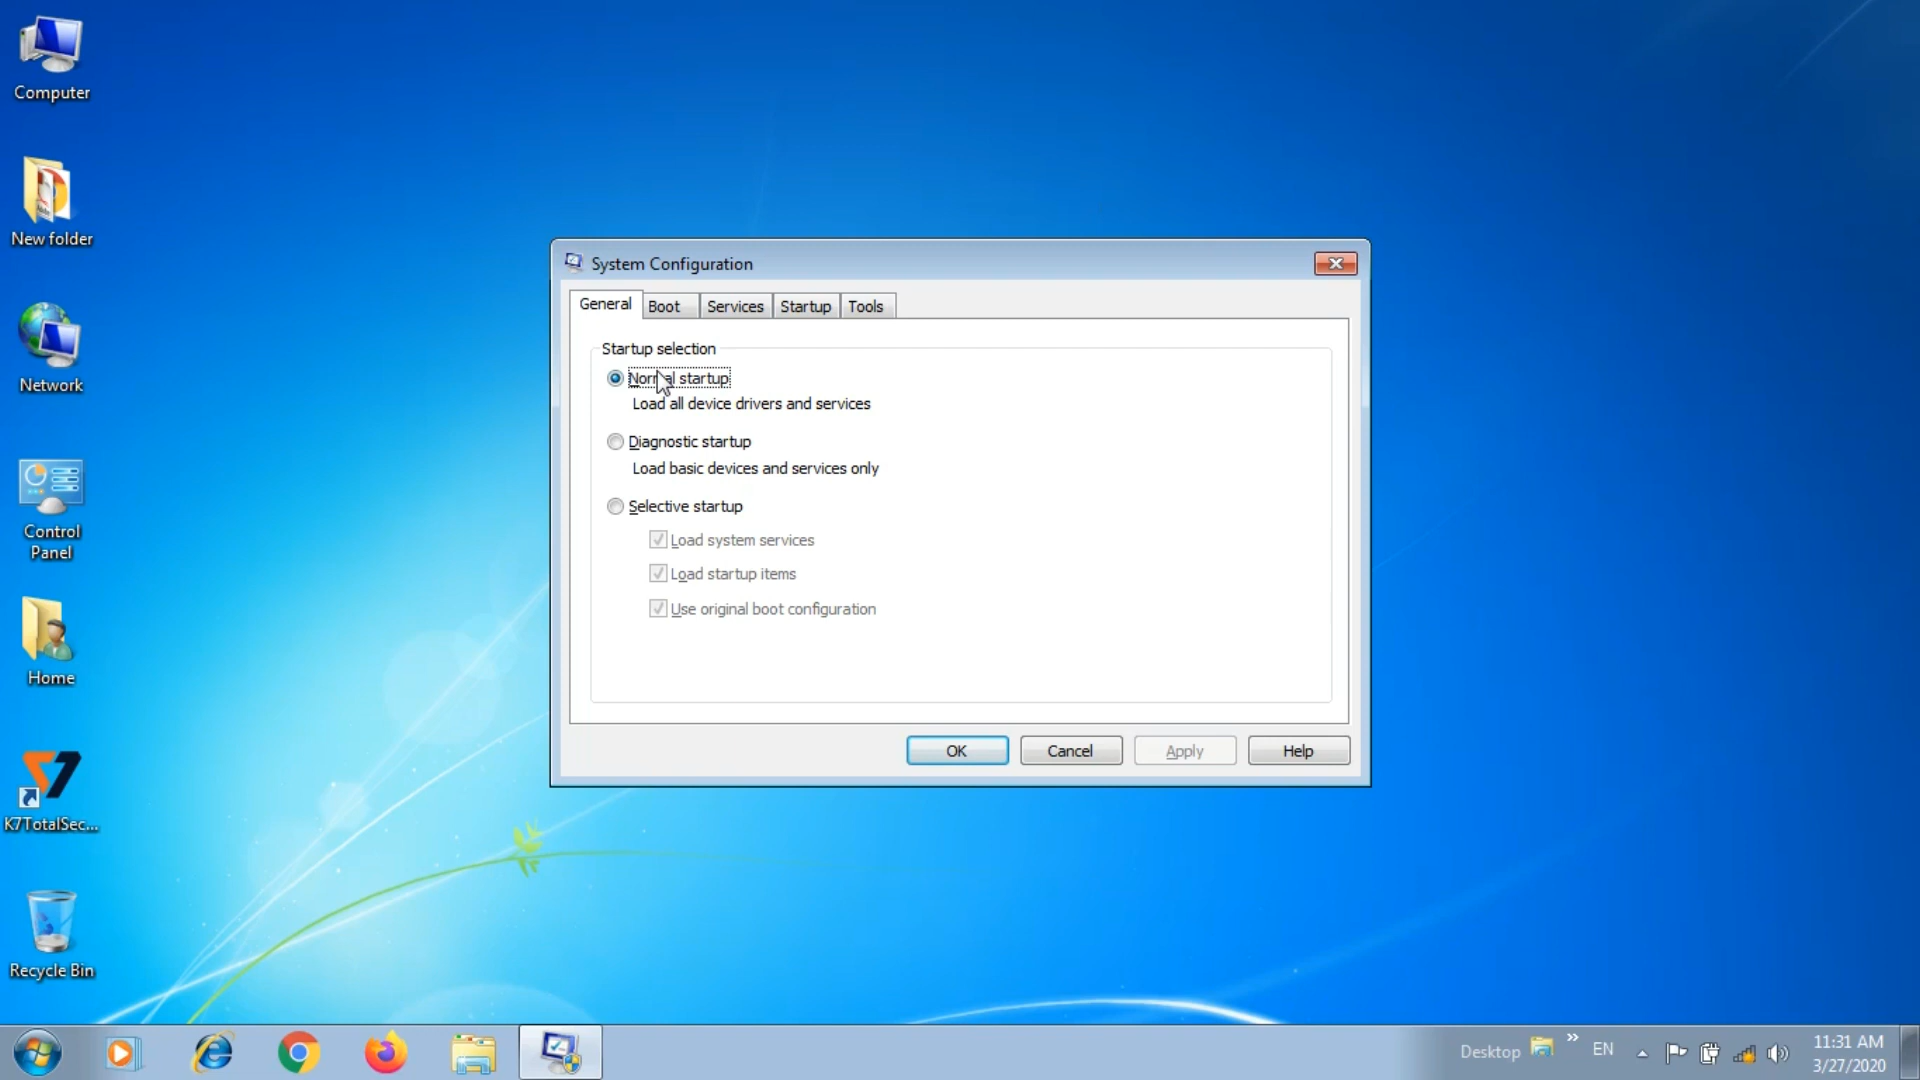 Computer
New folder
Network
Control
Panel
Home
K7TotalSec...
Recycle Bin
System Configuration
General Boot Services Startup Tools
Startup selection
Normal startup
Load all device drivers and services
Diagnostic startup
Load basic devices and services only
Selective startup
Load system services
Load startup items
Use original boot configuration
OK Cancel Apply Help
Desktop » EN 11:31 AM
3/27/2020